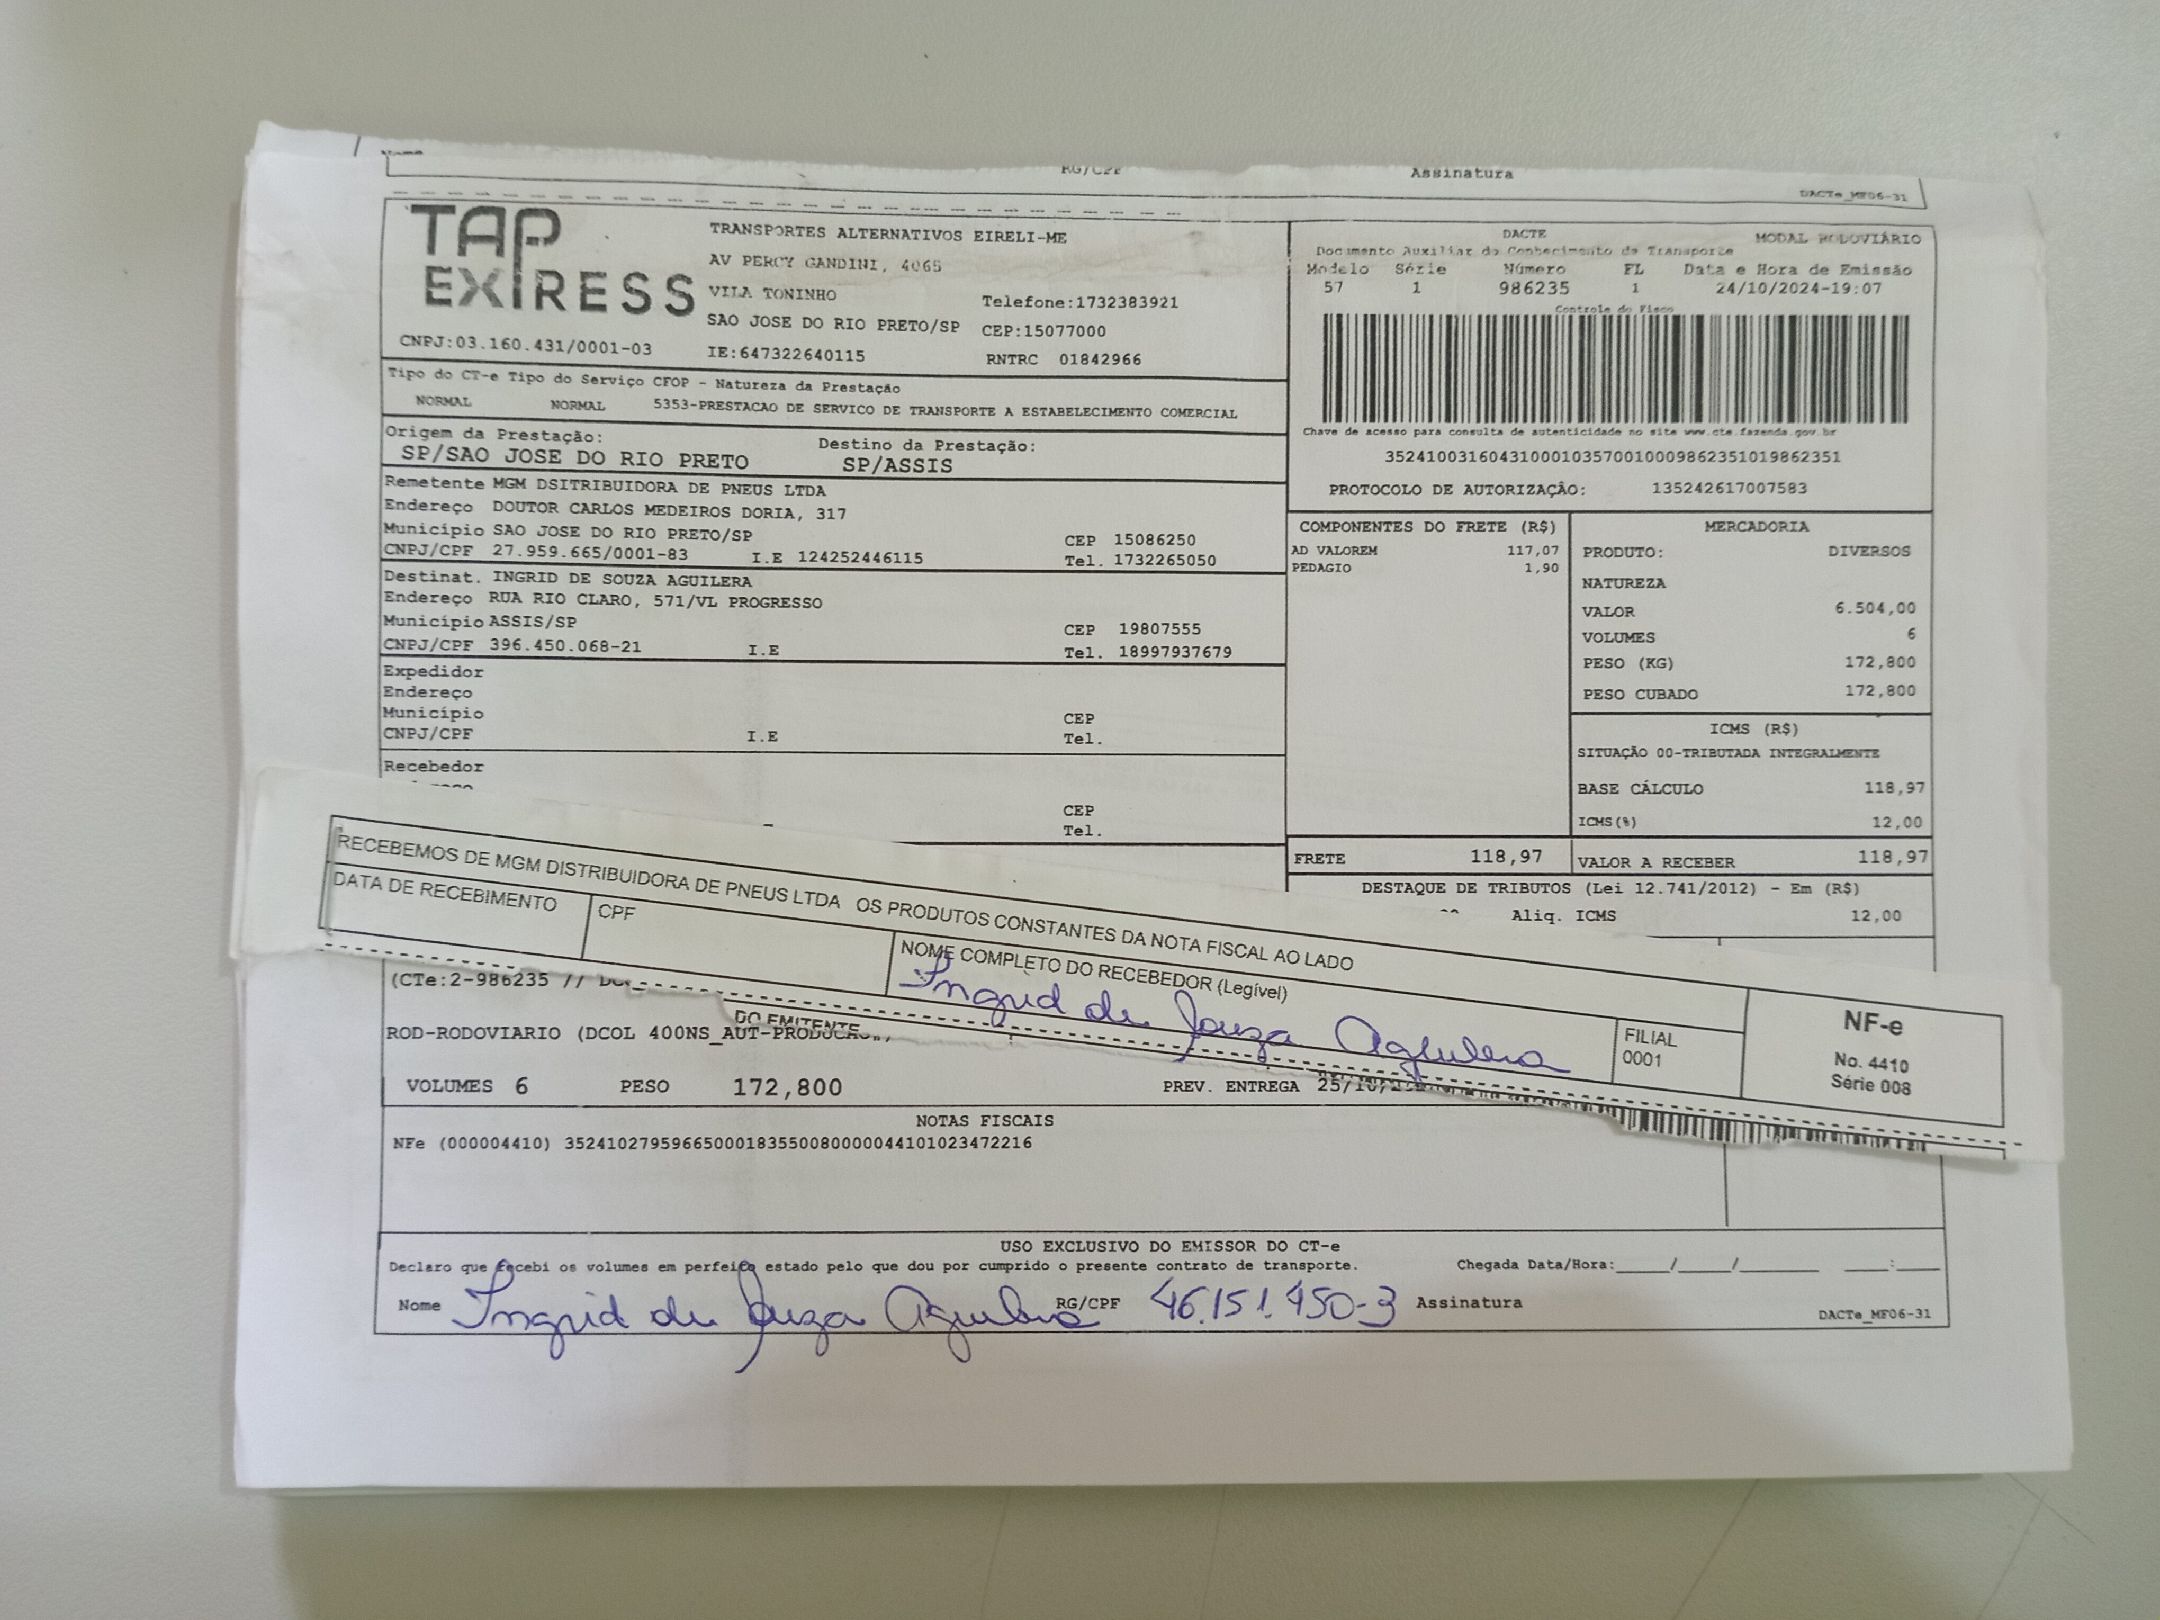 RG/CPF Assinatura
DACTe_MF06-31
TAP EXPRESS
TRANSPORTES ALTERNATIVOS EIRELI-ME
AV PERCY GANDINI, 4065
VILA TONINHO Telefone:1732383921
SAO JOSE DO RIO PRETO/SP CEP:15077000
CNPJ:03.160.431/0001-03 IE:647322640115 RNTRC 01842966
DACTE MODAL RODOVIÁRIO
Documento Auxiliar do Conhecimento de Transporte
Modelo Série Número FL Data e Hora de Emissão
57 1 986235 1 24/10/2024-19:07
Controle do Fisco
Chave de acesso para consulta de autenticidade no site www.cte.fazenda.gov.br
35241003160431000103570010009862351019862351
PROTOCOLO DE AUTORIZAÇÂO: 135242617007583
Tipo do CT-e Tipo do Serviço CFOP - Natureza da Prestação
NORMAL NORMAL 5353-PRESTACAO DE SERVICO DE TRANSPORTE A ESTABELECIMENTO COMERCIAL
Origem da Prestação: Destino da Prestação:
SP/SAO JOSE DO RIO PRETO SP/ASSIS
Remetente MGM DSITRIBUIDORA DE PNEUS LTDA
Endereço DOUTOR CARLOS MEDEIROS DORIA, 317
Município SAO JOSE DO RIO PRETO/SP CEP 15086250
CNPJ/CPF 27.959.665/0001-83 I.E 124252446115 Tel. 1732265050
Destinat. INGRID DE SOUZA AGUILERA
Endereço RUA RIO CLARO, 571/VL PROGRESSO
Município ASSIS/SP CEP 19807555
CNPJ/CPF 396.450.068-21 I.E Tel. 18997937679
Expedidor
Endereço
Município CEP
CNPJ/CPF I.E Tel.
Recebedor
CEP
Tel.
COMPONENTES DO FRETE (R$)
AD VALOREM 117,07
PEDAGIO 1,90
MERCADORIA
PRODUTO: DIVERSOS
NATUREZA
VALOR 6.504,00
VOLUMES 6
PESO (KG) 172,800
PESO CUBADO 172,800
ICMS (R$)
SITUAÇÃO 00-TRIBUTADA INTEGRALMENTE
BASE CÁLCULO 118,97
ICMS(%) 12,00
FRETE 118,97 VALOR A RECEBER 118,97
DESTAQUE DE TRIBUTOS (Lei 12.741/2012) - Em (R$)
Aliq. ICMS 12,00
RECEBEMOS DE MGM DISTRIBUIDORA DE PNEUS LTDA OS PRODUTOS CONSTANTES DA NOTA FISCAL AO LADO
DATA DE RECEBIMENTO CPF NOME COMPLETO DO RECEBEDOR (Legível)
Ingrid de Souza Aguilera
FILIAL
0001
NF-e
No. 4410
Série 008
(CTe:2-986235 //
DO EMITENTE
ROD-RODOVIARIO (DCOL 400NS_AUT-PRODUCAO
VOLUMES 6 PESO 172,800 PREV. ENTREGA 25/10/
NOTAS FISCAIS
NFe (000004410) 35241027959665000183550080000044101023472216
USO EXCLUSIVO DO EMISSOR DO CT-e
Declaro que recebi os volumes em perfeito estado pelo que dou por cumprido o presente contrato de transporte. Chegada Data/Hora:_____/_____/________ ____:____
Nome Ingrid de Souza Aguilera RG/CPF 46.151.450-3 Assinatura
DACTe_MF06-31